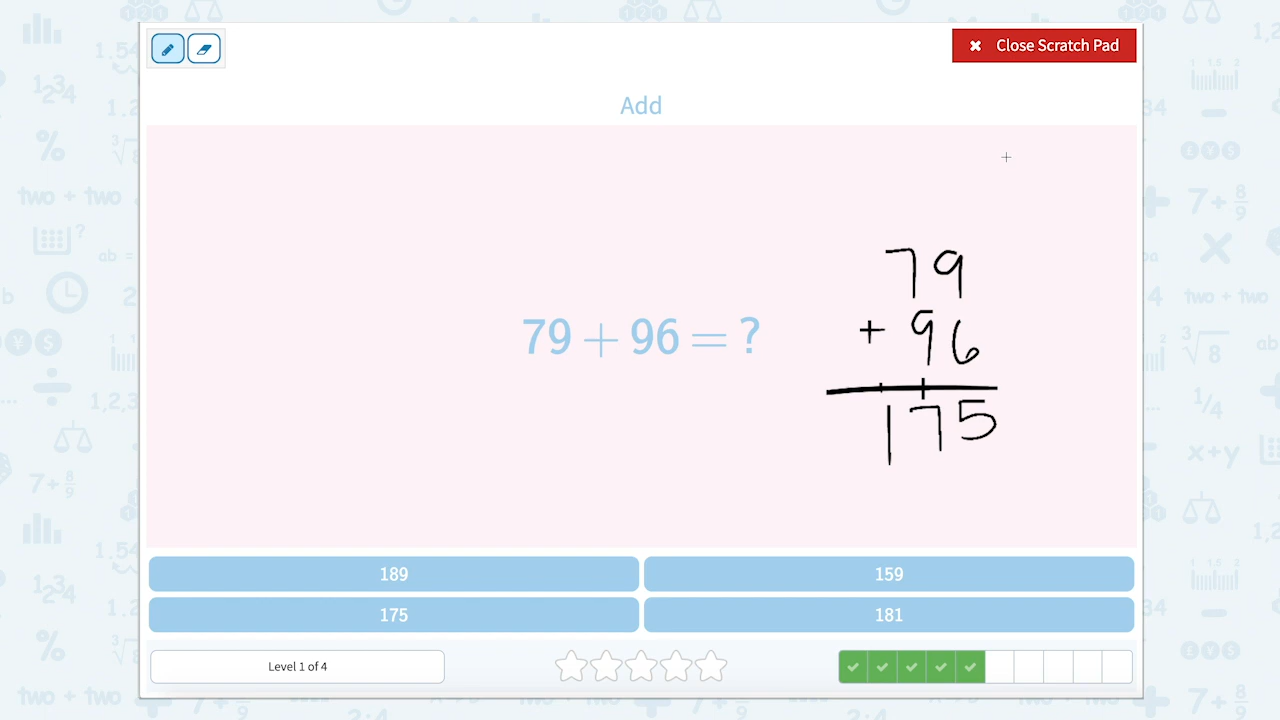 ✖ Close Scratch Pad
Add
79 + 96 = ?
79
+ 96
175
189
159
175
181
Level 1 of 4